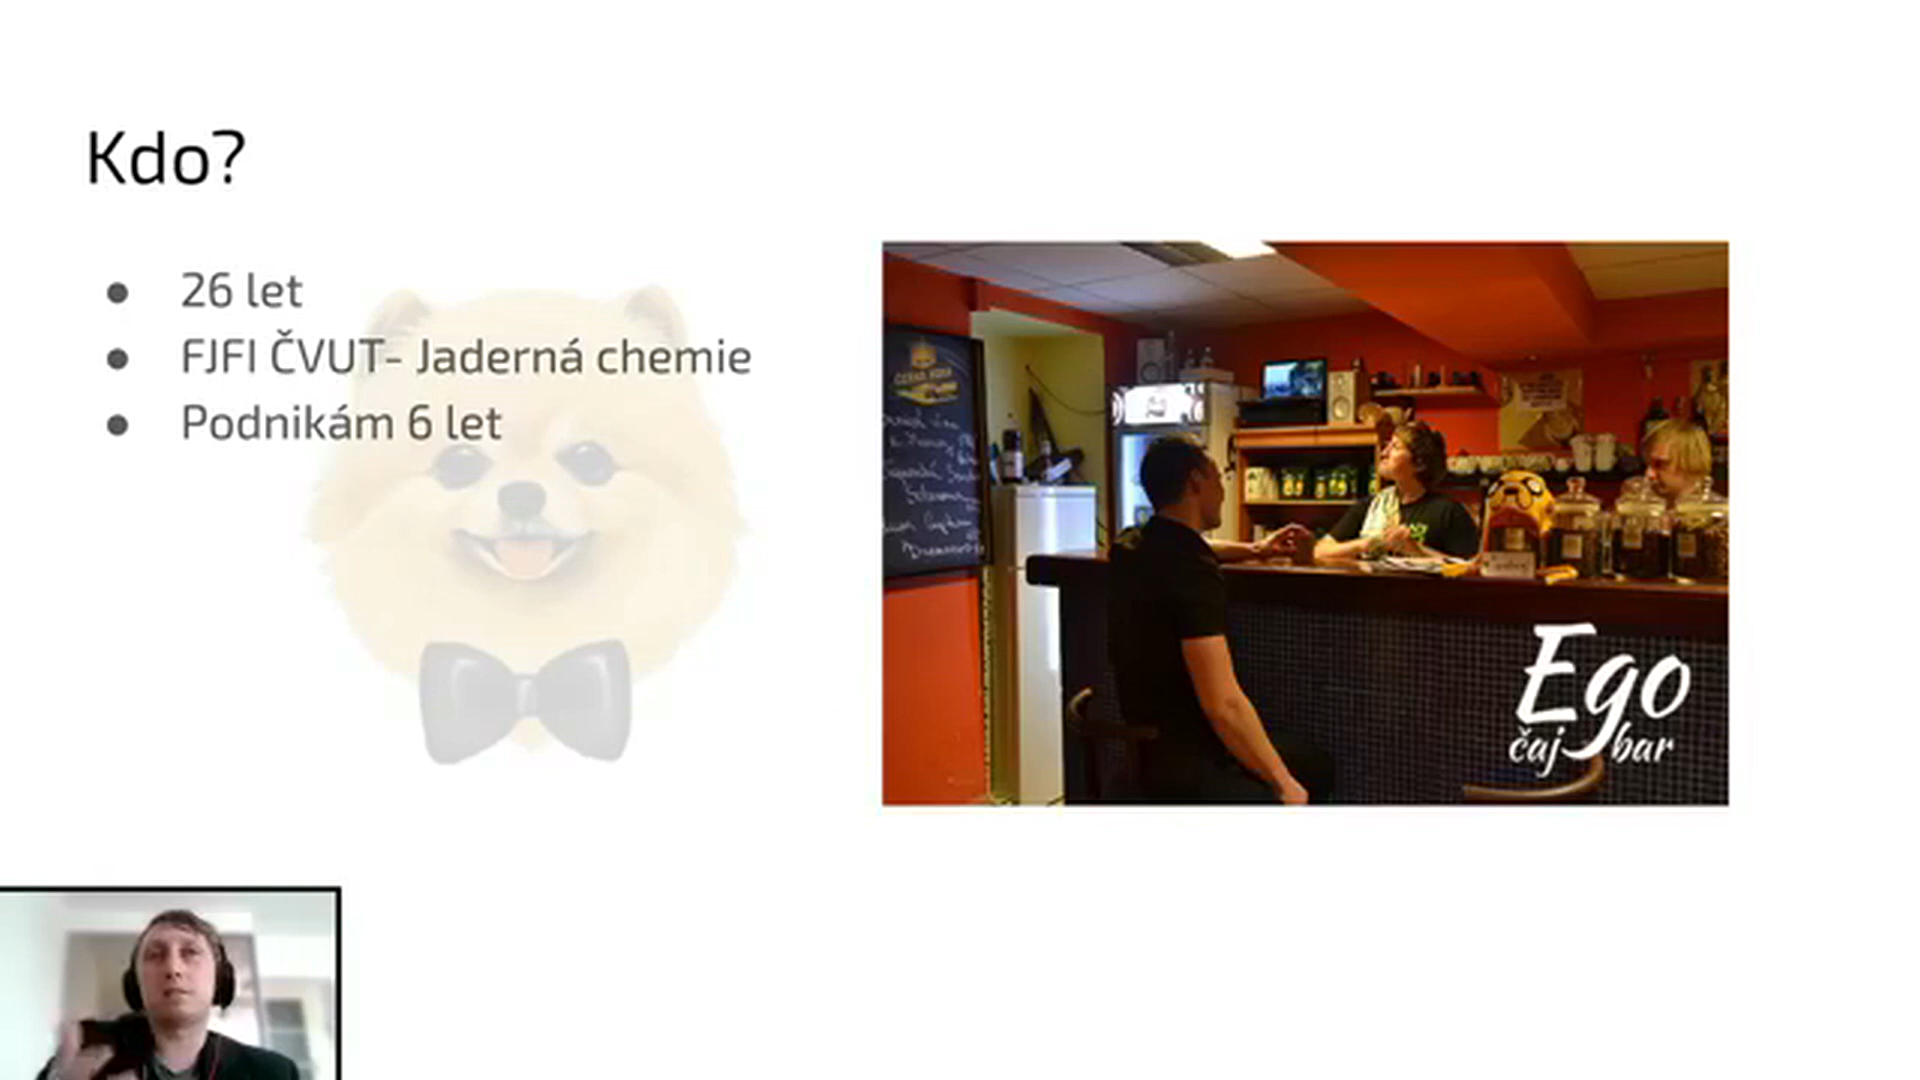 Kdo?
● 26 let
● FJFI ČVUT- Jaderná chemie
● Podnikám 6 let
Ego
čaj bar